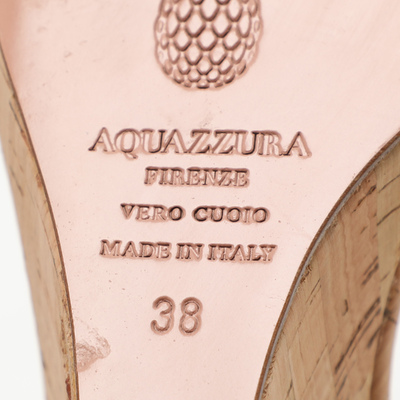 AQUAZZURA
FIRENZE
VERO CUOIO
MADE IN ITALY
38